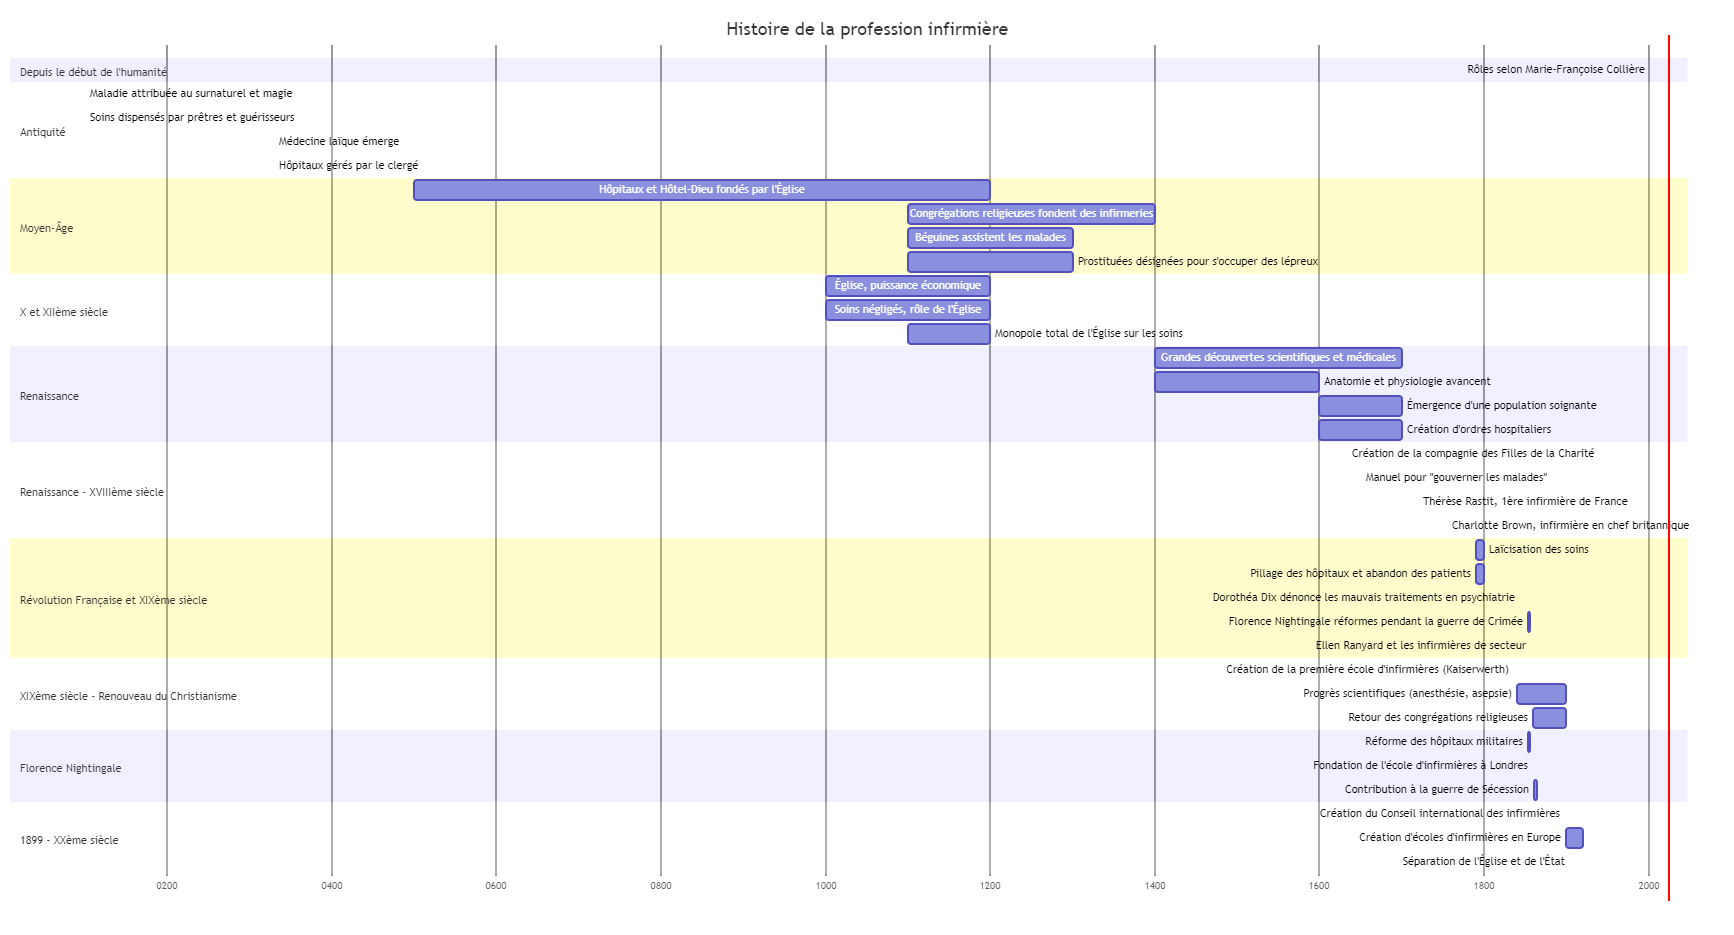 Histoire de la profession infirmière
Depuis le début de l'humanité
Rôles selon Marie-Françoise Collière
Antiquité
Maladie attribuée au surnaturel et magie
Soins dispensés par prêtres et guérisseurs
Médecine laïque émerge
Hôpitaux gérés par le clergé
Moyen-Âge
Hôpitaux et Hôtel-Dieu fondés par l'Église
Congrégations religieuses fondent des infirmeries
Béguines assistent les malades
Prostituées désignées pour s'occuper des lépreux
X et XIIème siècle
Église, puissance économique
Soins négligés, rôle de l'Église
Monopole total de l'Église sur les soins
Renaissance
Grandes découvertes scientifiques et médicales
Anatomie et physiologie avancent
Émergence d'une population soignante
Création d'ordres hospitaliers
Renaissance - XVIIIème siècle
Création de la compagnie des Filles de la Charité
Manuel pour "gouverner les malades"
Thérèse Rastit, 1ère infirmière de France
Charlotte Brown, infirmière en chef britannique
Révolution Française et XIXème siècle
Laïcisation des soins
Pillage des hôpitaux et abandon des patients
Dorothéa Dix dénonce les mauvais traitements en psychiatrie
Florence Nightingale réformes pendant la guerre de Crimée
Ellen Ranyard et les infirmières de secteur
XIXème siècle - Renouveau du Christianisme
Création de la première école d'infirmières (Kaiserwerth)
Progrès scientifiques (anesthésie, asepsie)
Retour des congrégations religieuses
Florence Nightingale
Réforme des hôpitaux militaires
Fondation de l'école d'infirmières à Londres
Contribution à la guerre de Sécession
1899 - XXème siècle
Création du Conseil international des infirmières
Création d'écoles d'infirmières en Europe
Séparation de l'Église et de l'État
0200 0400 0600 0800 1000 1200 1400 1600 1800 2000